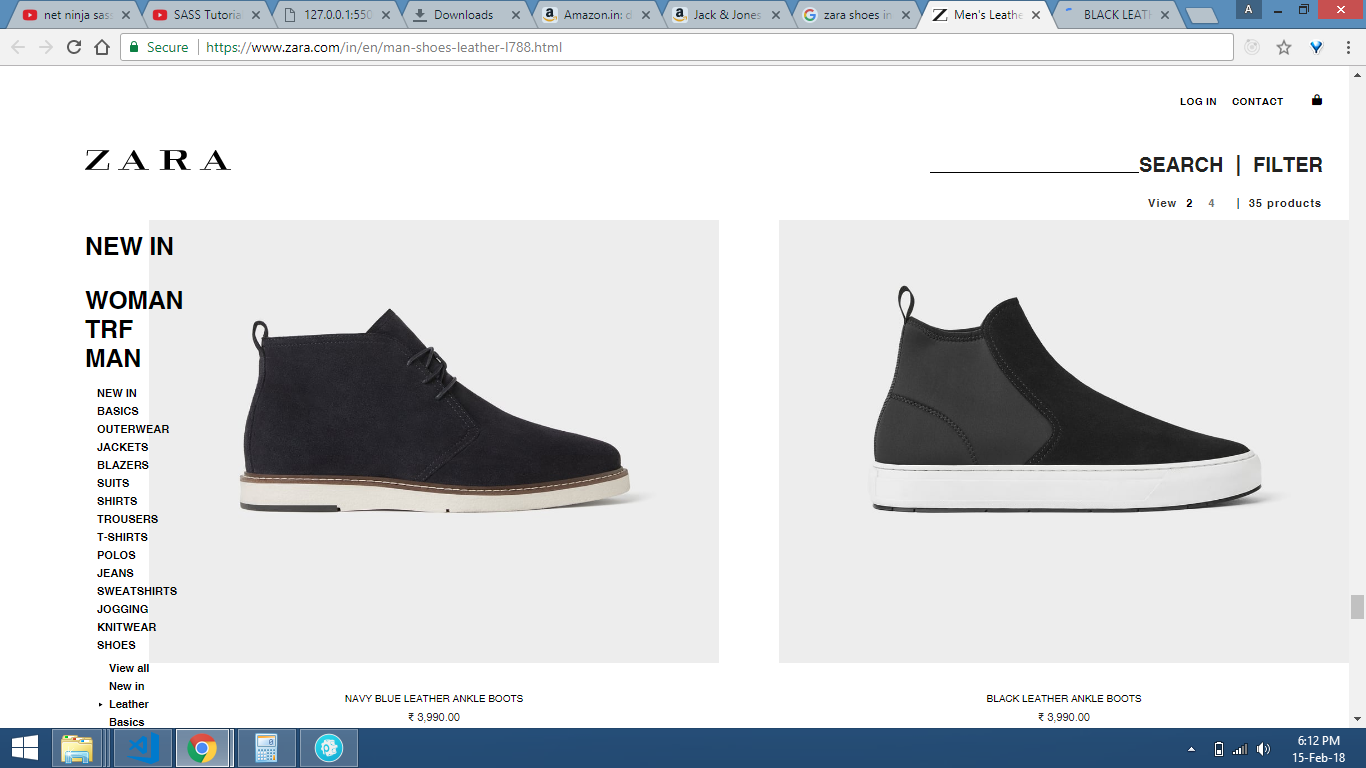 net ninja sas
SASS Tutoria
127.0.0.1:550
Downloads
Amazon.in: c
Jack & Jones
zara shoes in
Men's Leathe
BLACK LEAT
A
Secure
https://www.zara.com/in/en/man-shoes-leather-l788.html
LOG IN CONTACT
ZARA
SEARCH | FILTER
View 2 4 | 35 products
NEW IN
WOMAN
TRF
MAN
NEW IN
BASICS
OUTERWEAR
JACKETS
BLAZERS
SUITS
SHIRTS
TROUSERS
T-SHIRTS
POLOS
JEANS
SWEATSHIRTS
JOGGING
KNITWEAR
SHOES
View all
New in
Leather
Basics
NAVY BLUE LEATHER ANKLE BOOTS
₹ 3,990.00
BLACK LEATHER ANKLE BOOTS
₹ 3,990.00
6:12 PM
15-Feb-18